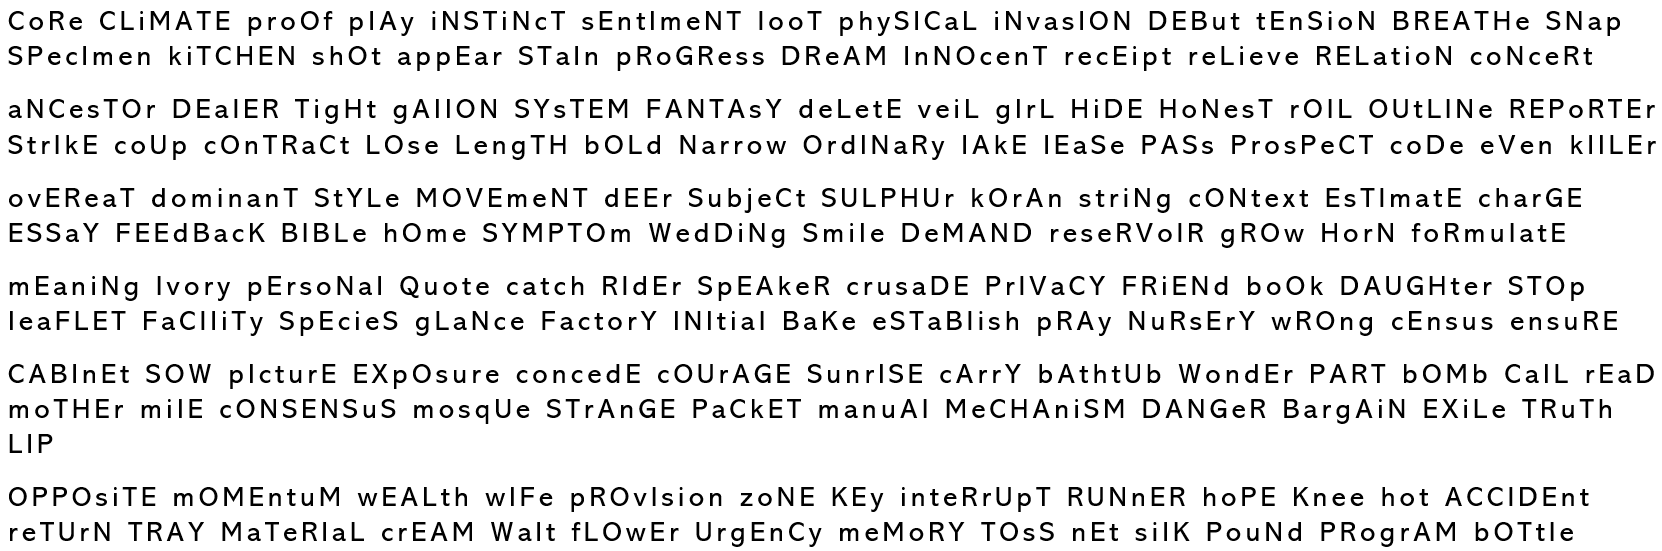 CoRe CLiMATE proOf plAy iNSTiNcT sEntImeNT looT phySICaL iNvasION DEBut tEnSioN BREATHe SNap
SPecImen kiTCHEN shOt appEar STaIn pRoGRess DReAM InNOcenT recEipt reLieve RELatioN coNceRt
aNCesTOr DEalER TigHt gAllON SYsTEM FANTAsY deLetE veiL gIrL HiDE HoNesT rOlL OUtLINe REPoRTEr
StrIkE coUp cOnTRaCt LOse LengTH bOLd Narrow OrdINaRy lAkE lEaSe PASs ProsPeCT coDe eVen kIlLEr
ovEReaT dominanT StYLe MOVEmeNT dEEr SubjeCt SULPHUr kOrAn striNg cONtext EsTImatE charGE
ESSaY FEEdBacK BIBLe hOme SYMPTOm WedDiNg SmiIe DeMAND reseRVoIR gROw HorN foRmulatE
mEaniNg Ivory pErsoNal Quote catch RIdEr SpEAkeR crusaDE PrIVaCY FRiENd boOk DAUGHter STOp
leaFLET FaCIliTy SpEcieS gLaNce FactorY INItial BaKe eSTaBlish pRAy NuRsErY wROng cEnsus ensuRE
CABInEt SOW pIcturE EXpOsure concedE cOUrAGE SunrISE cArrY bAthtUb WondEr PART bOMb CalL rEaD
moTHEr milE cONSENSuS mosqUe STrAnGE PaCkET manuAl MeCHAniSM DANGeR BargAiN EXiLe TRuTh
LIP
OPPOsiTE mOMEntuM wEALth wIFe pROvIsion zoNE KEy inteRrUpT RUNnER hoPE Knee hot ACCIDEnt
reTUrN TRAY MaTeRIaL crEAM WaIt fLOwEr UrgEnCy meMoRY TOsS nEt silK PouNd PRogrAM bOTtle